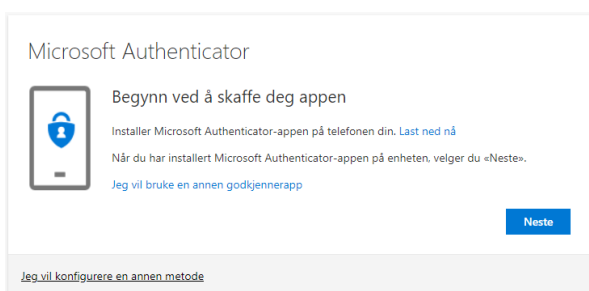 Microsoft Authenticator
Begynn ved å skaffe deg appen
Installer Microsoft Authenticator-appen på telefonen din. Last ned nå
Når du har installert Microsoft Authenticator-appen på enheten, velger du «Neste».
Jeg vil bruke en annen godkjennerapp
Neste
Jeg vil konfigurere en annen metode